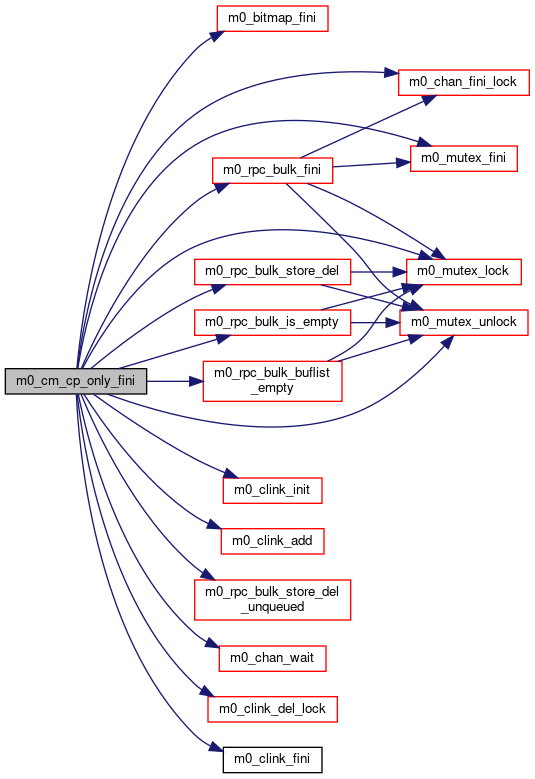 m0_bitmap_fini
m0_chan_fini_lock
m0_mutex_fini
m0_rpc_bulk_fini
m0_rpc_bulk_store_del
m0_mutex_lock
m0_rpc_bulk_is_empty
m0_mutex_unlock
m0_cm_cp_only_fini
m0_rpc_bulk_buflist
_empty
m0_clink_init
m0_clink_add
m0_rpc_bulk_store_del
_unqueued
m0_chan_wait
m0_clink_del_lock
m0_clink_fini